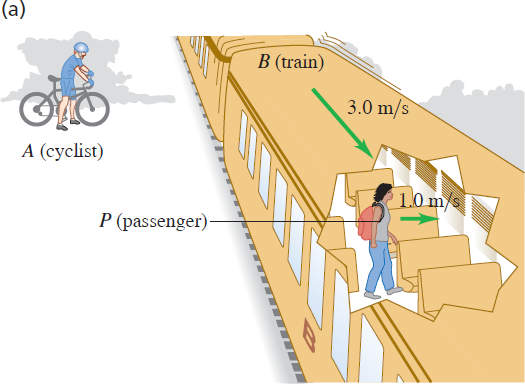 (a)
B (train)
3.0 m/s
A (cyclist)
1.0 m/s
P (passenger)
B